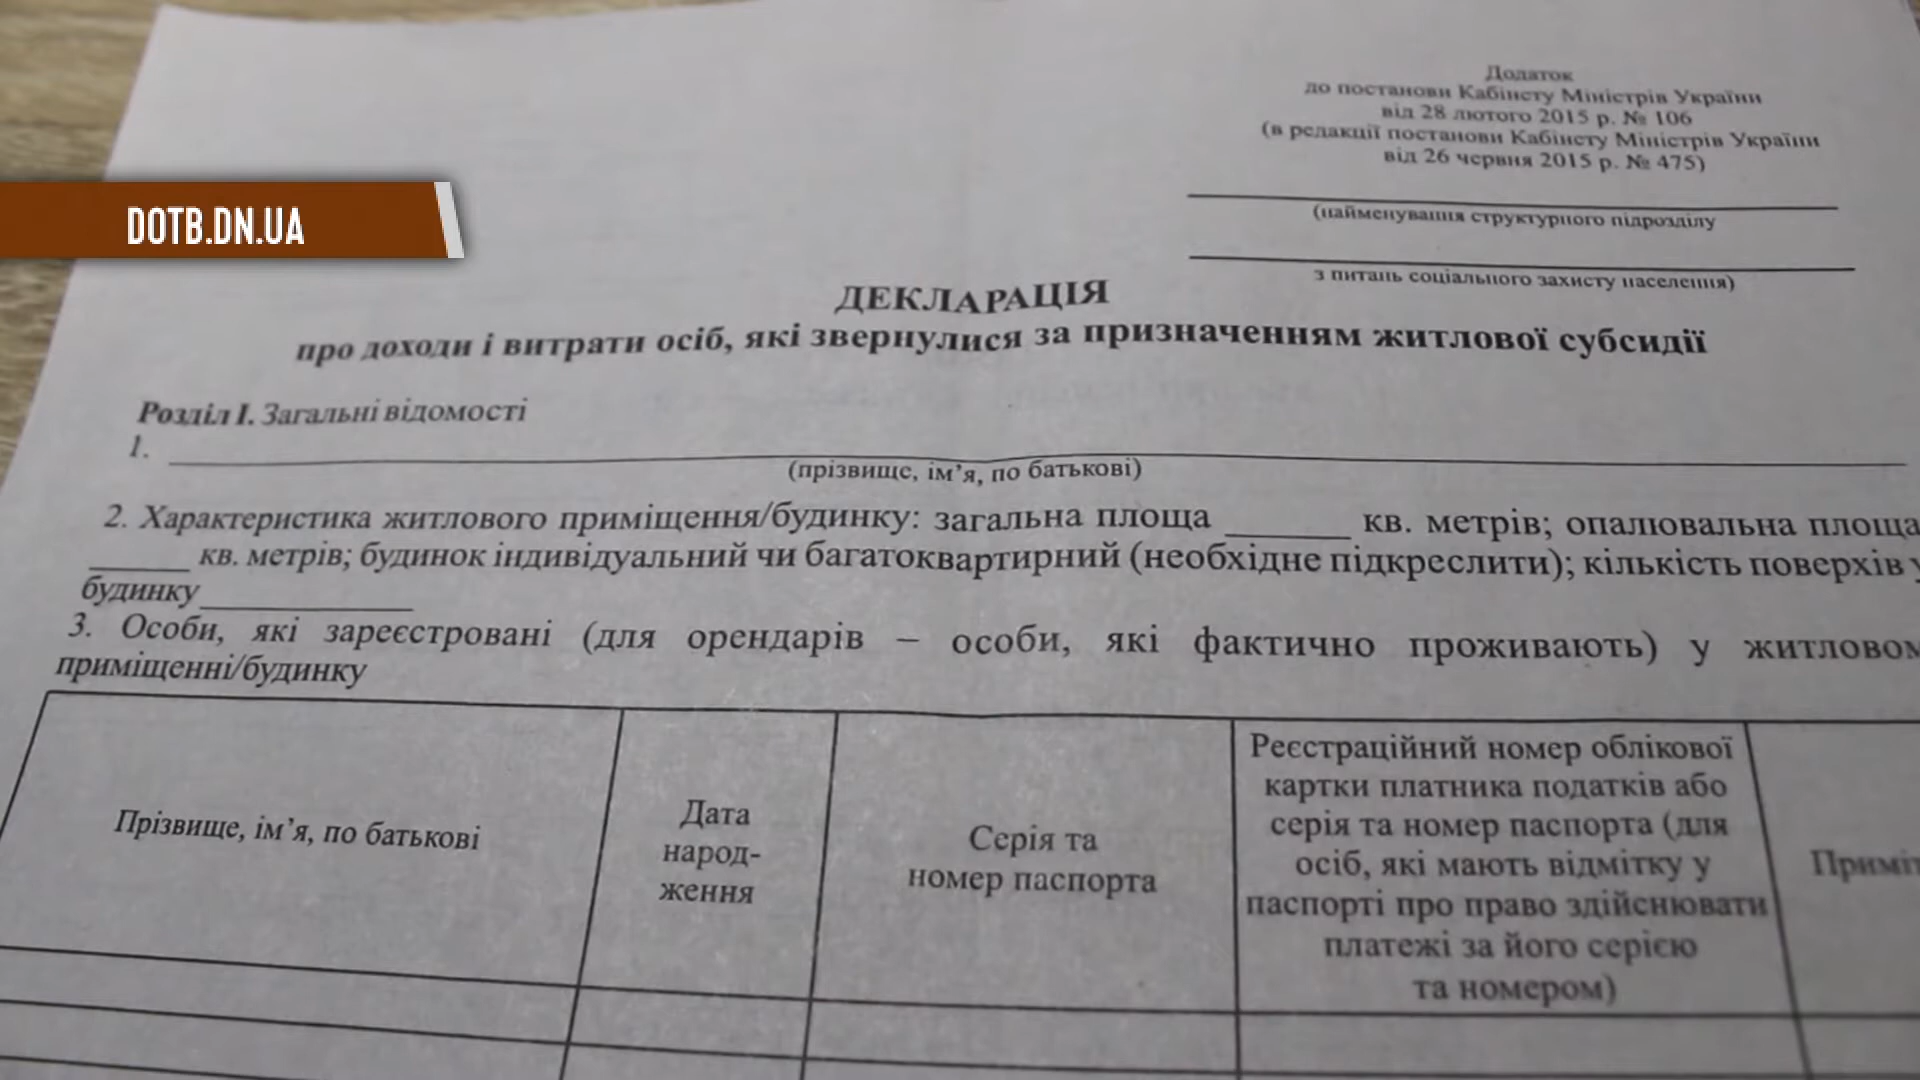 Додаток
до постанови Кабінету Міністрів України
від 28 лютого 2015 р. № 106
(в редакції постанови Кабінету Міністрів України
від 26 червня 2015 р. № 475)
(найменування структурного підрозділу
з питань соціального захисту населення)
DOTB.DN.UA
ДЕКЛАРАЦІЯ
про доходи і витрати осіб, які звернулися за призначенням житлової субсидії
Розділ I. Загальні відомості
1.
(прізвище, ім’я, по батькові)
2. Характеристика житлового приміщення/будинку: загальна площа ______ кв. метрів; опалювальна площа
_____ кв. метрів; будинок індивідуальний чи багатоквартирний (необхідне підкреслити); кількість поверхів у
будинку___________
3. Особи, які зареєстровані (для орендарів – особи, які фактично проживають) у житловом
приміщенні/будинку
Прізвище, ім’я, по батькові
Дата
народ-
ження
Серія та
номер паспорта
Реєстраційний номер облікової
картки платника податків або
серія та номер паспорта (для
осіб, які мають відмітку у
паспорті про право здійснювати
платежі за його серією
та номером)
Приміт